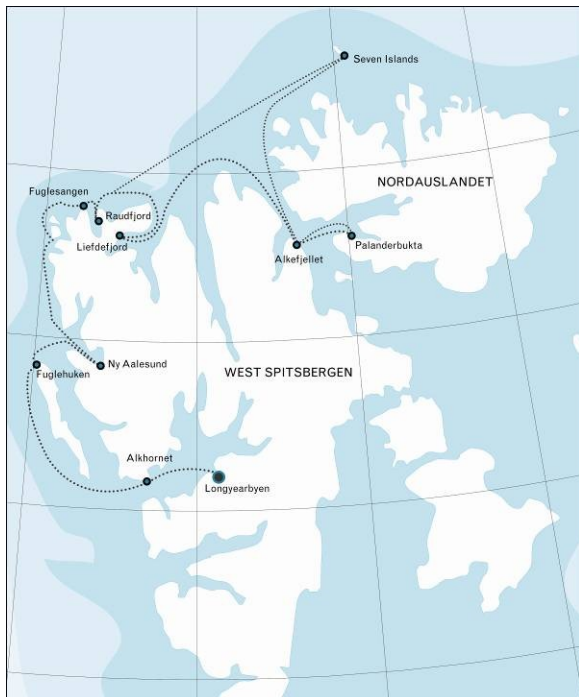 Seven Islands
NORDAUSLANDET
Fuglesangen
Raudfjord
Liefdefjord
Alkefjellet
Palanderbukta
Ny Aalesund
Fuglehuken
WEST SPITSBERGEN
Alkhornet
Longyearbyen